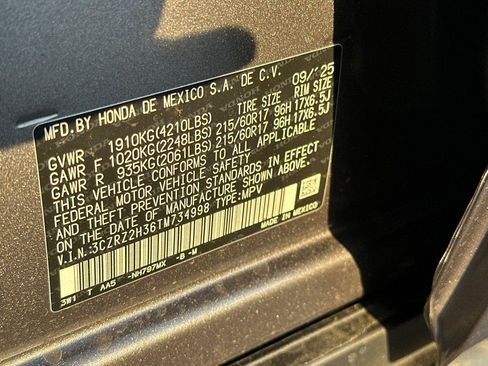 MFD. BY HONDA DE MEXICO S.A. DE C.V. 09/'25
TIRE SIZE RIM SIZE
GVWR 1910KG(4210LBS)
GAWR F 1020KG(2248LBS) 215/60R17 96H 17X6.5J
GAWR R 935KG(2061LBS) 215/60R17 96H 17X6.5J
THIS VEHICLE CONFORMS TO ALL APPLICABLE
FEDERAL MOTOR VEHICLE SAFETY STANDARDS IN EFFECT
ON THE DATE OF MANUFACTURE SHOWN ABOVE.
V.I.N.:3CZRZ2H36TM734998 TYPE:MPV
MADE IN MEXICO
3W1 T AA5 -NH797MX -B -M